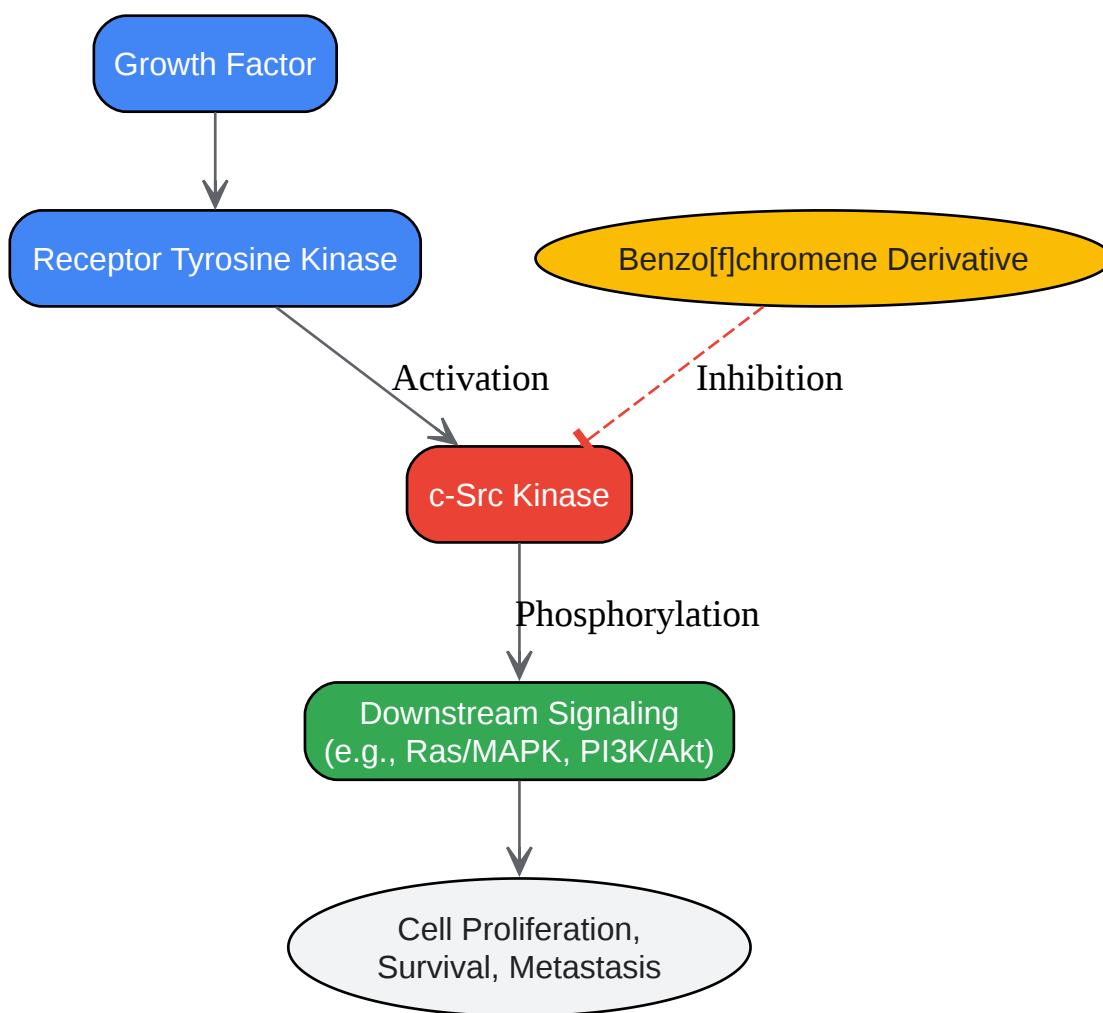 Growth Factor
Receptor Tyrosine Kinase
Benzo[f]chromene Derivative
Activation
Inhibition
c-Src Kinase
Phosphorylation
Downstream Signaling
(e.g., Ras/MAPK, PI3K/Akt)
Cell Proliferation,
Survival, Metastasis